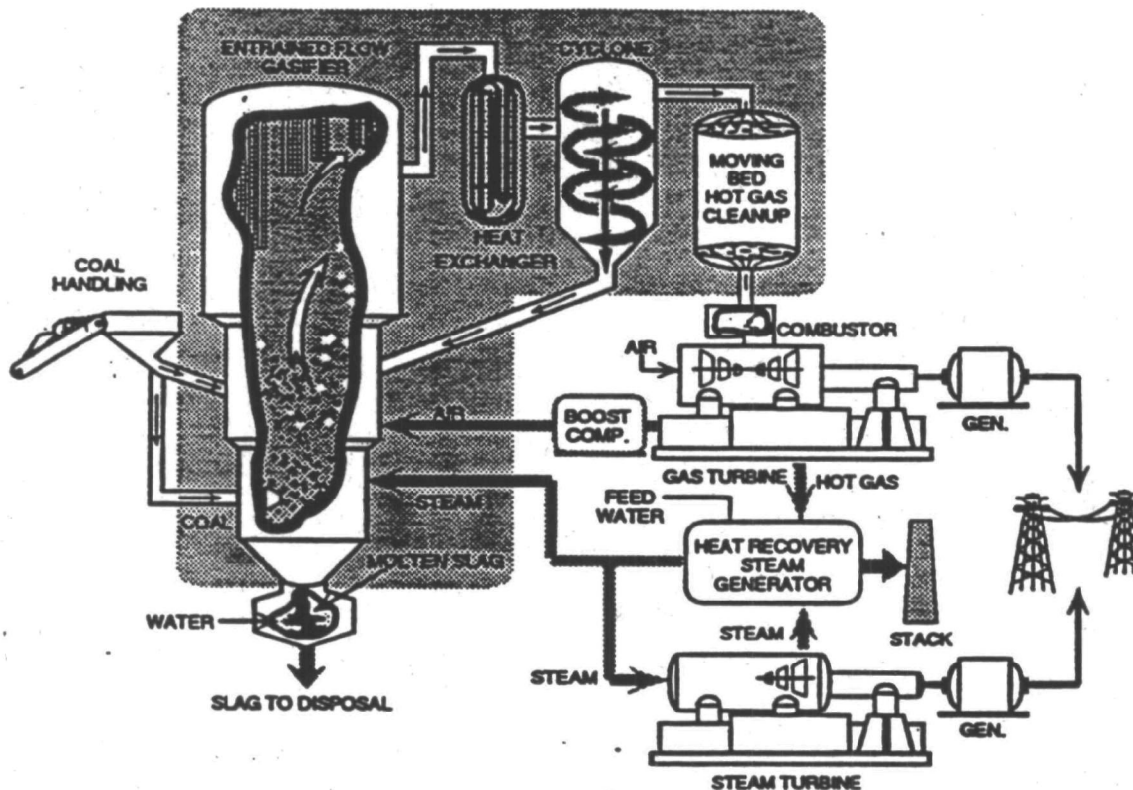 ENTRAINED FLOW
GASIFIER
CYCLONE
MOVING
BED
HOT GAS
CLEANUP
HEAT
EXCHANGER
COAL
HANDLING
COMBUSTOR
AIR
GEN.
AIR
BOOST
COMP.
GAS TURBINE
HOT GAS
STEAM
FEED
WATER
COAL
HEAT RECOVERY
STEAM
GENERATOR
MOLTEN SLAG
WATER
STEAM
STACK
STEAM
SLAG TO DISPOSAL
GEN.
STEAM TURBINE